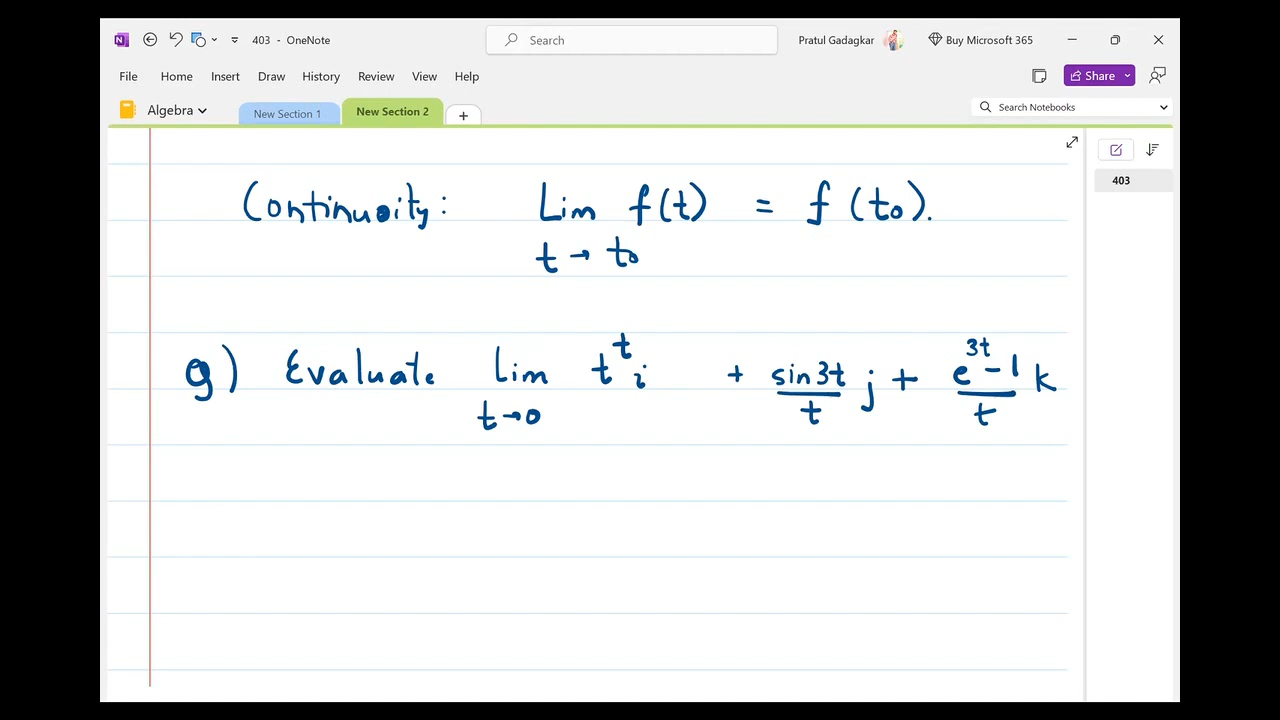 403 - OneNote
Search
Pratul Gadagkar
Buy Microsoft 365
File Home Insert Draw History Review View Help
Share
Algebra
New Section 1
New Section 2
+
Search Notebooks
403
Continuoity: Lim f(t) = f(t₀).
t → t₀
g) Evaluate lim t^t i + sin3t/t j + (e^3t - 1)/t k
t→0